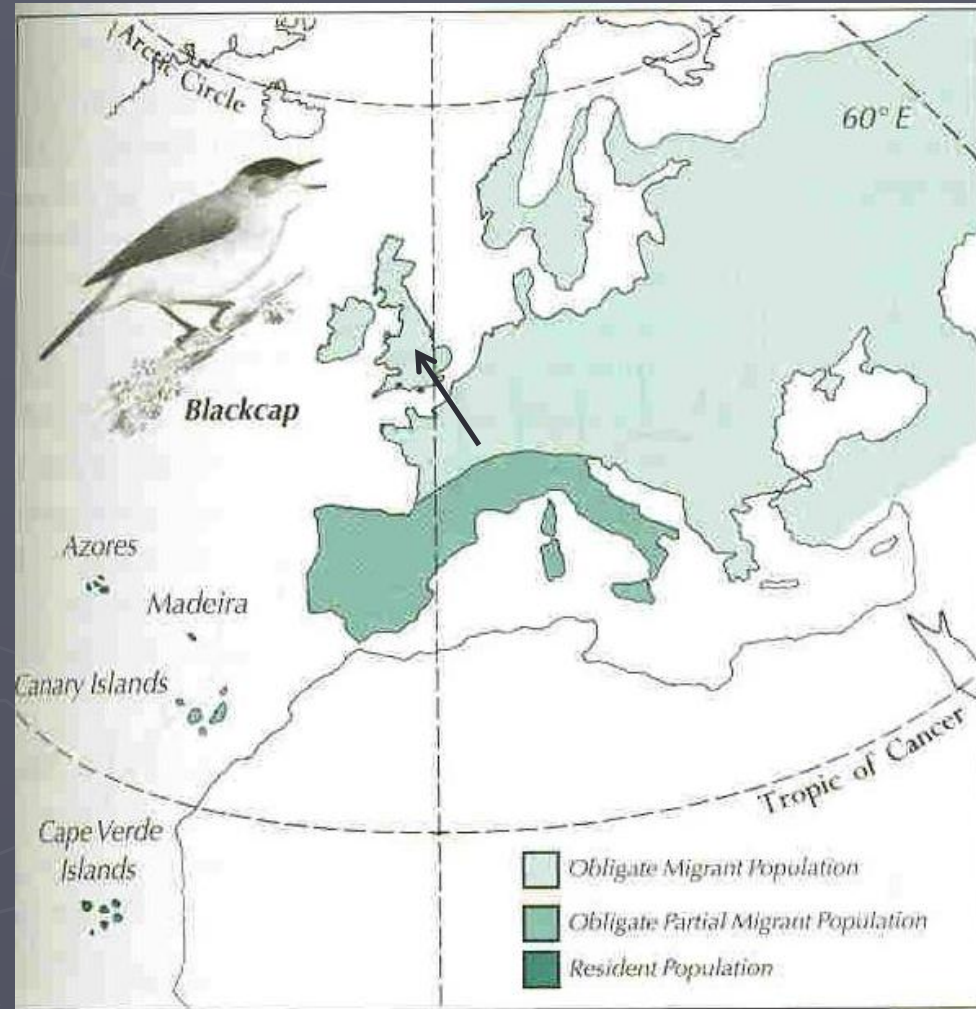 Arctic Circle
60° E
Blackcap
Azores
Madeira
Canary Islands
Cape Verde
Islands
Tropic of Cancer
Obligate Migrant Population
Obligate Partial Migrant Population
Resident Population